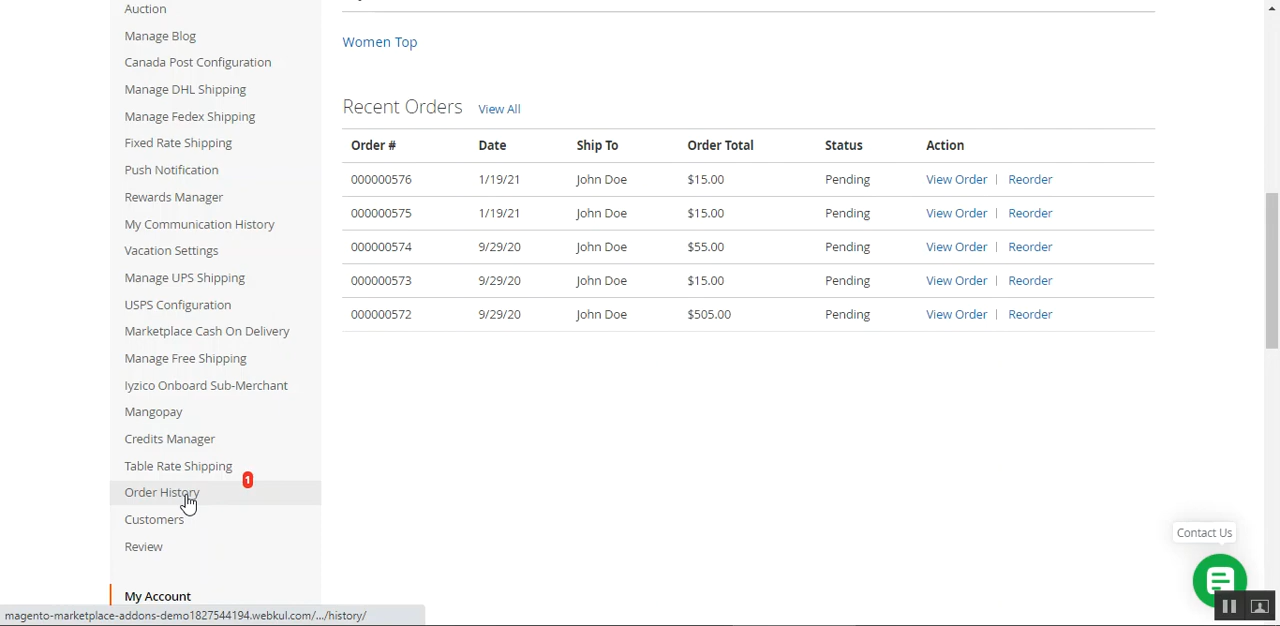 Auction
Manage Blog
Canada Post Configuration
Manage DHL Shipping
Manage Fedex Shipping
Fixed Rate Shipping
Push Notification
Rewards Manager
My Communication History
Vacation Settings
Manage UPS Shipping
USPS Configuration
Marketplace Cash On Delivery
Manage Free Shipping
Iyzico Onboard Sub-Merchant
Mangopay
Credits Manager
Table Rate Shipping
1
Order History
Customers
Review
My Account
Women Top
Recent Orders View All
Order # Date Ship To Order Total Status Action
000000576 1/19/21 John Doe $15.00 Pending View Order | Reorder
000000575 1/19/21 John Doe $15.00 Pending View Order | Reorder
000000574 9/29/20 John Doe $55.00 Pending View Order | Reorder
000000573 9/29/20 John Doe $15.00 Pending View Order | Reorder
000000572 9/29/20 John Doe $505.00 Pending View Order | Reorder
Contact Us
magento-marketplace-addons-demo1827544194.webkul.com/.../history/